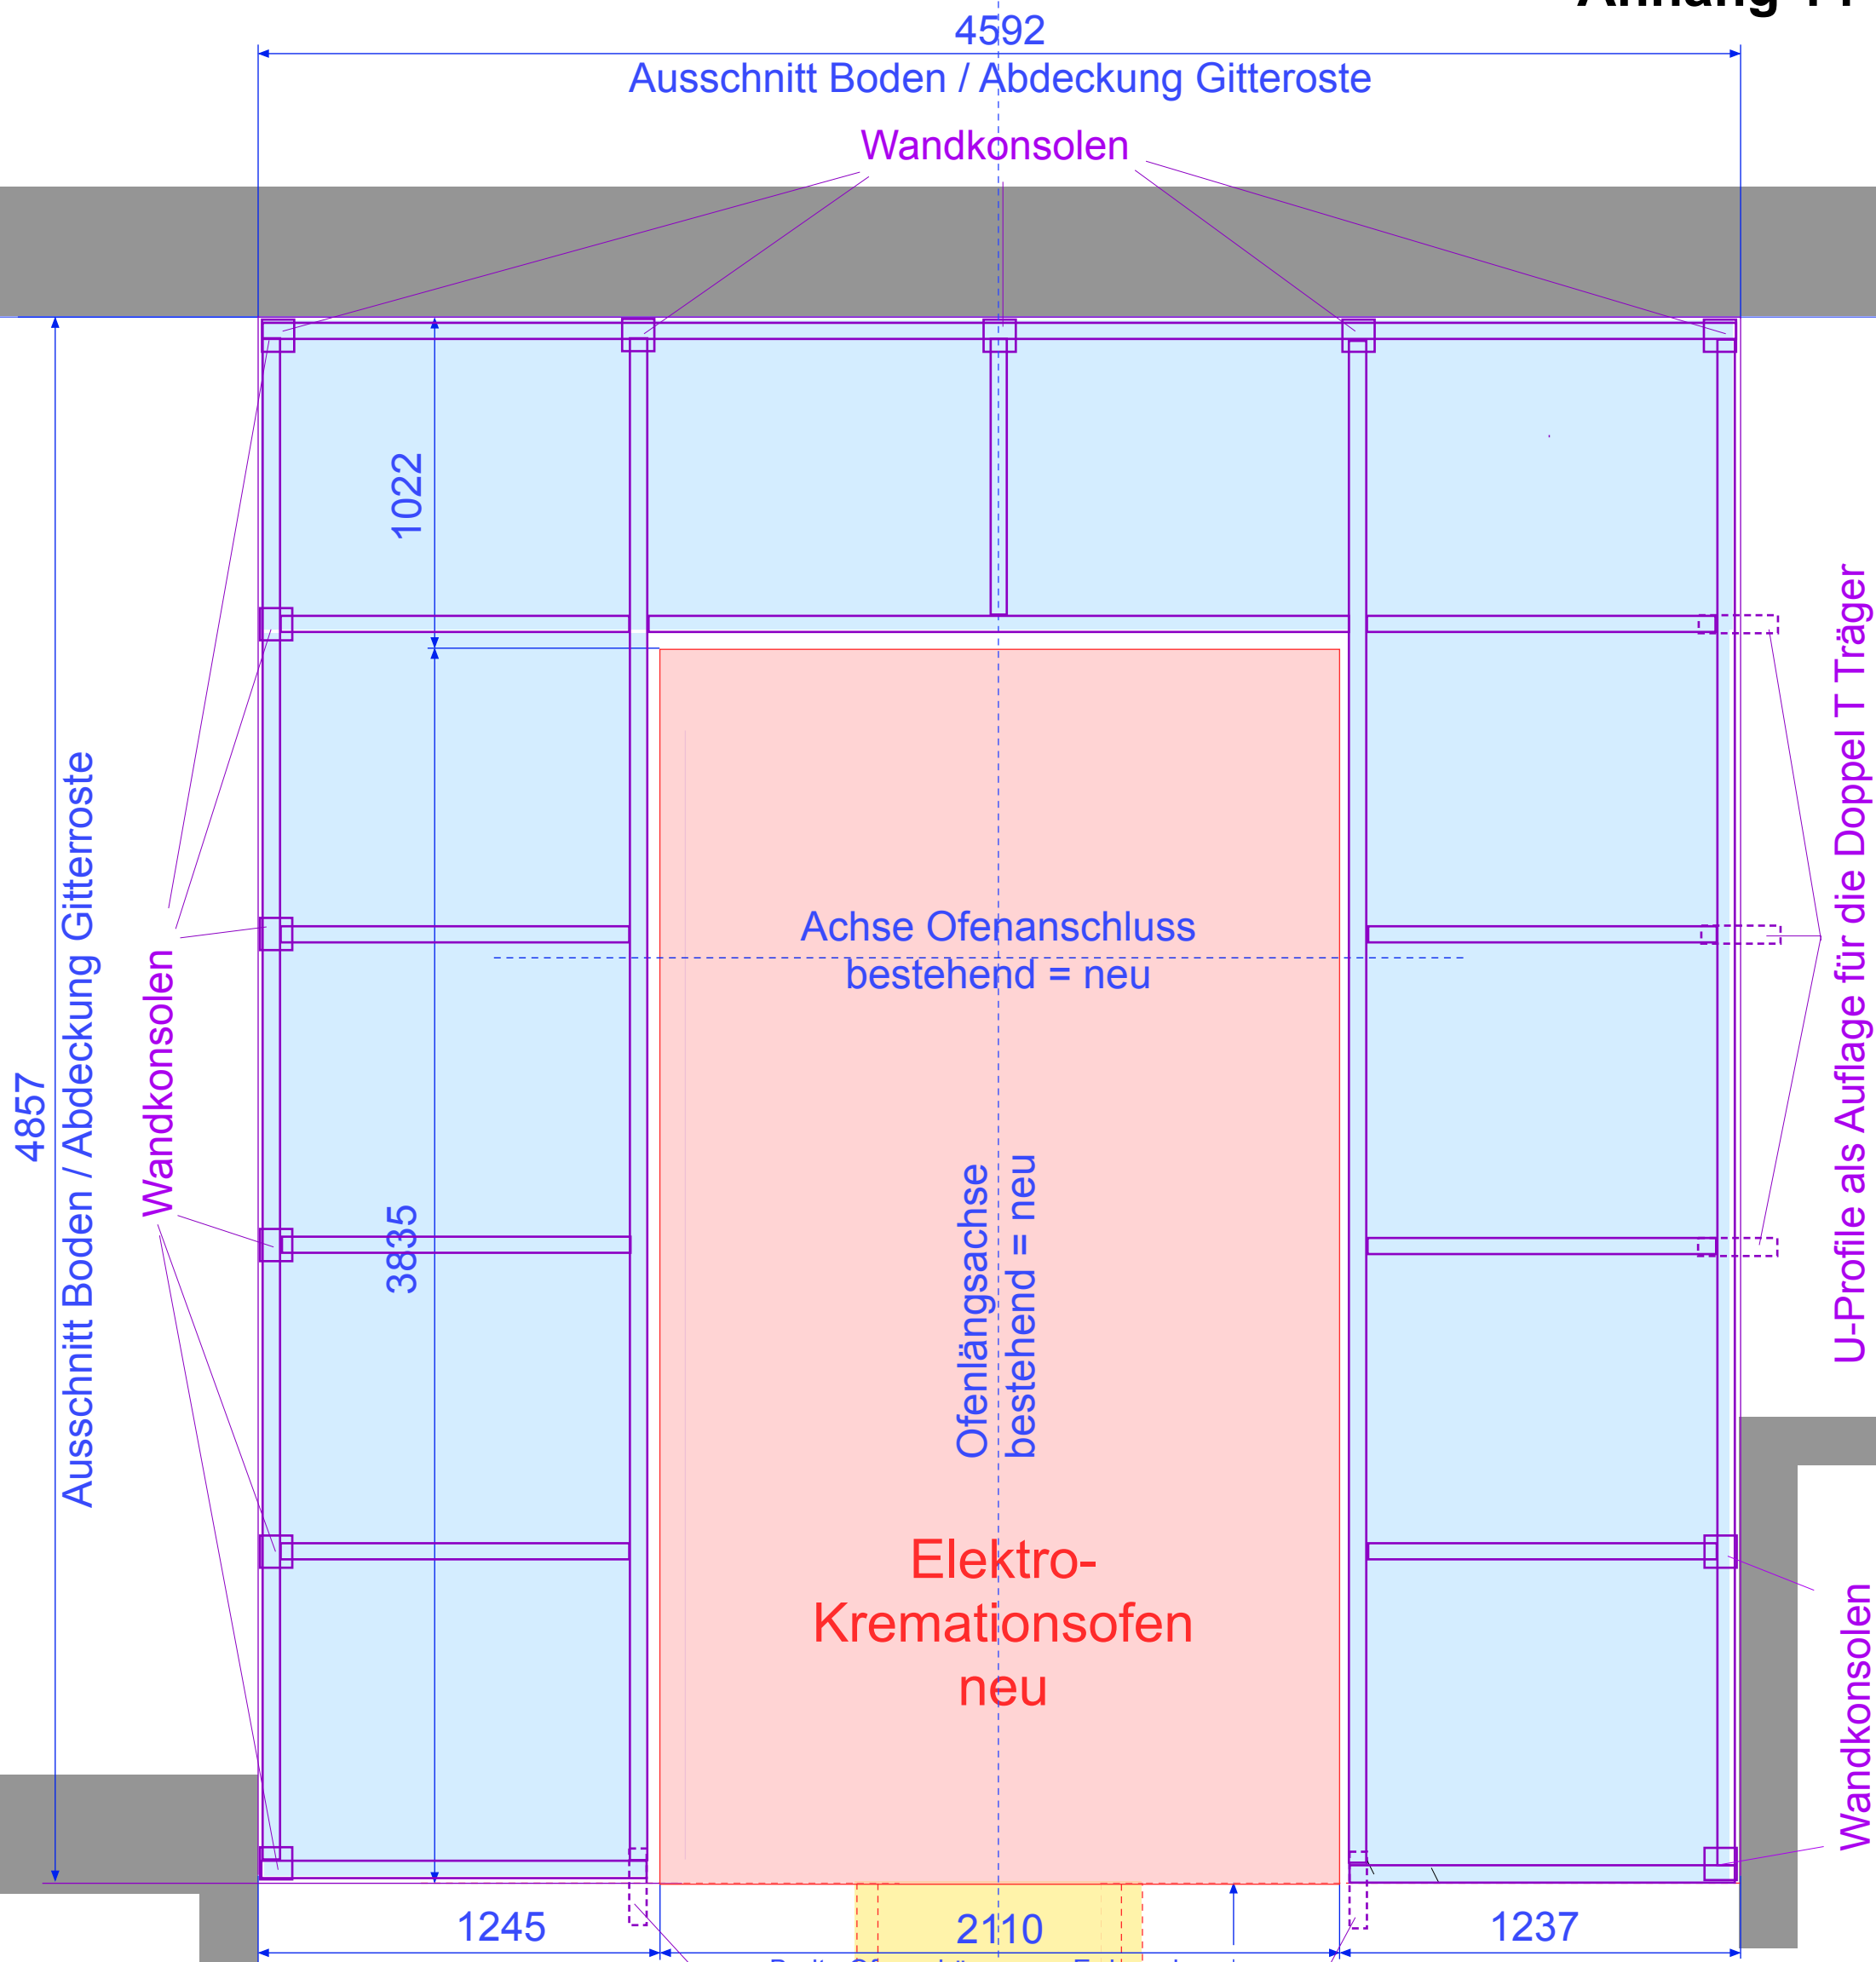 4592
Ausschnitt Boden / Abdeckung Gitteroste
Wandkonsolen
1022
U-Profile als Auflage für die Doppel T Träger
4857
Ausschnitt Boden / Abdeckung Gitterroste
Wandkonsolen
Achse Ofenanschluss
bestehend = neu
3835
Ofenlängsachse
bestehend = neu
Elektro-
Kremationsofen
neu
Wandkonsolen
1245
2110
1237